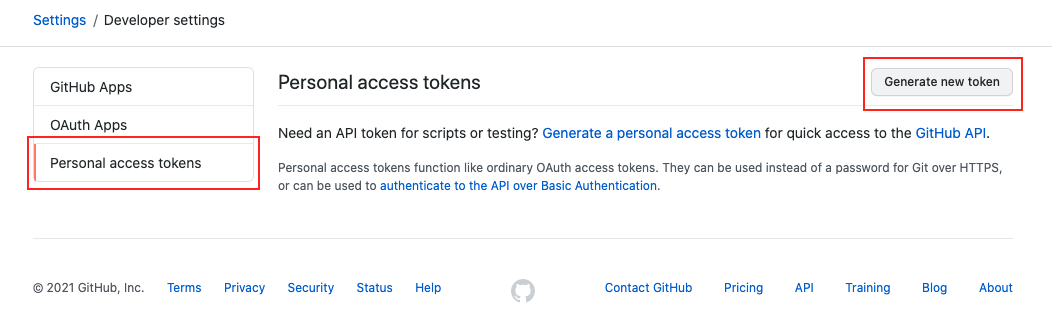 Settings / Developer settings
GitHub Apps
OAuth Apps
Personal access tokens
Personal access tokens
Generate new token
Need an API token for scripts or testing? Generate a personal access token for quick access to the GitHub API.
Personal access tokens function like ordinary OAuth access tokens. They can be used instead of a password for Git over HTTPS,
or can be used to authenticate to the API over Basic Authentication.
© 2021 GitHub, Inc. Terms Privacy Security Status Help Contact GitHub Pricing API Training Blog About